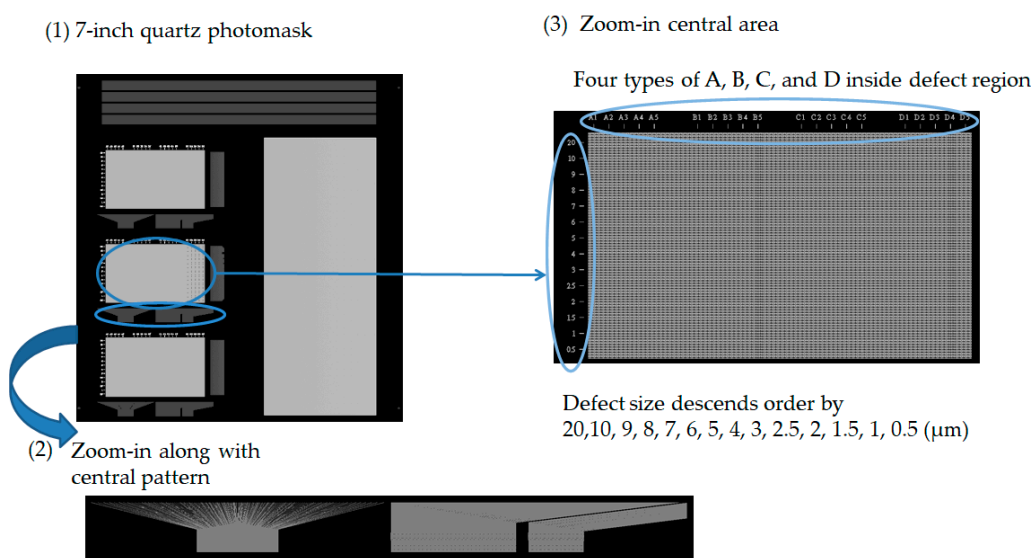 (1) 7-inch quartz photomask
(3) Zoom-in central area
Four types of A, B, C, and D inside defect region
A1 A2 A3 A4 A5 B1 B2 B3 B4 B5 C1 C2 C3 C4 C5 D1 D2 D3 D4 D5
20
10
9
8
7
6
5
4
3
2.5
2
1.5
1
0.5
Defect size descends order by
20,10, 9, 8, 7, 6, 5, 4, 3, 2.5, 2, 1.5, 1, 0.5 (μm)
(2) Zoom-in along with
central pattern